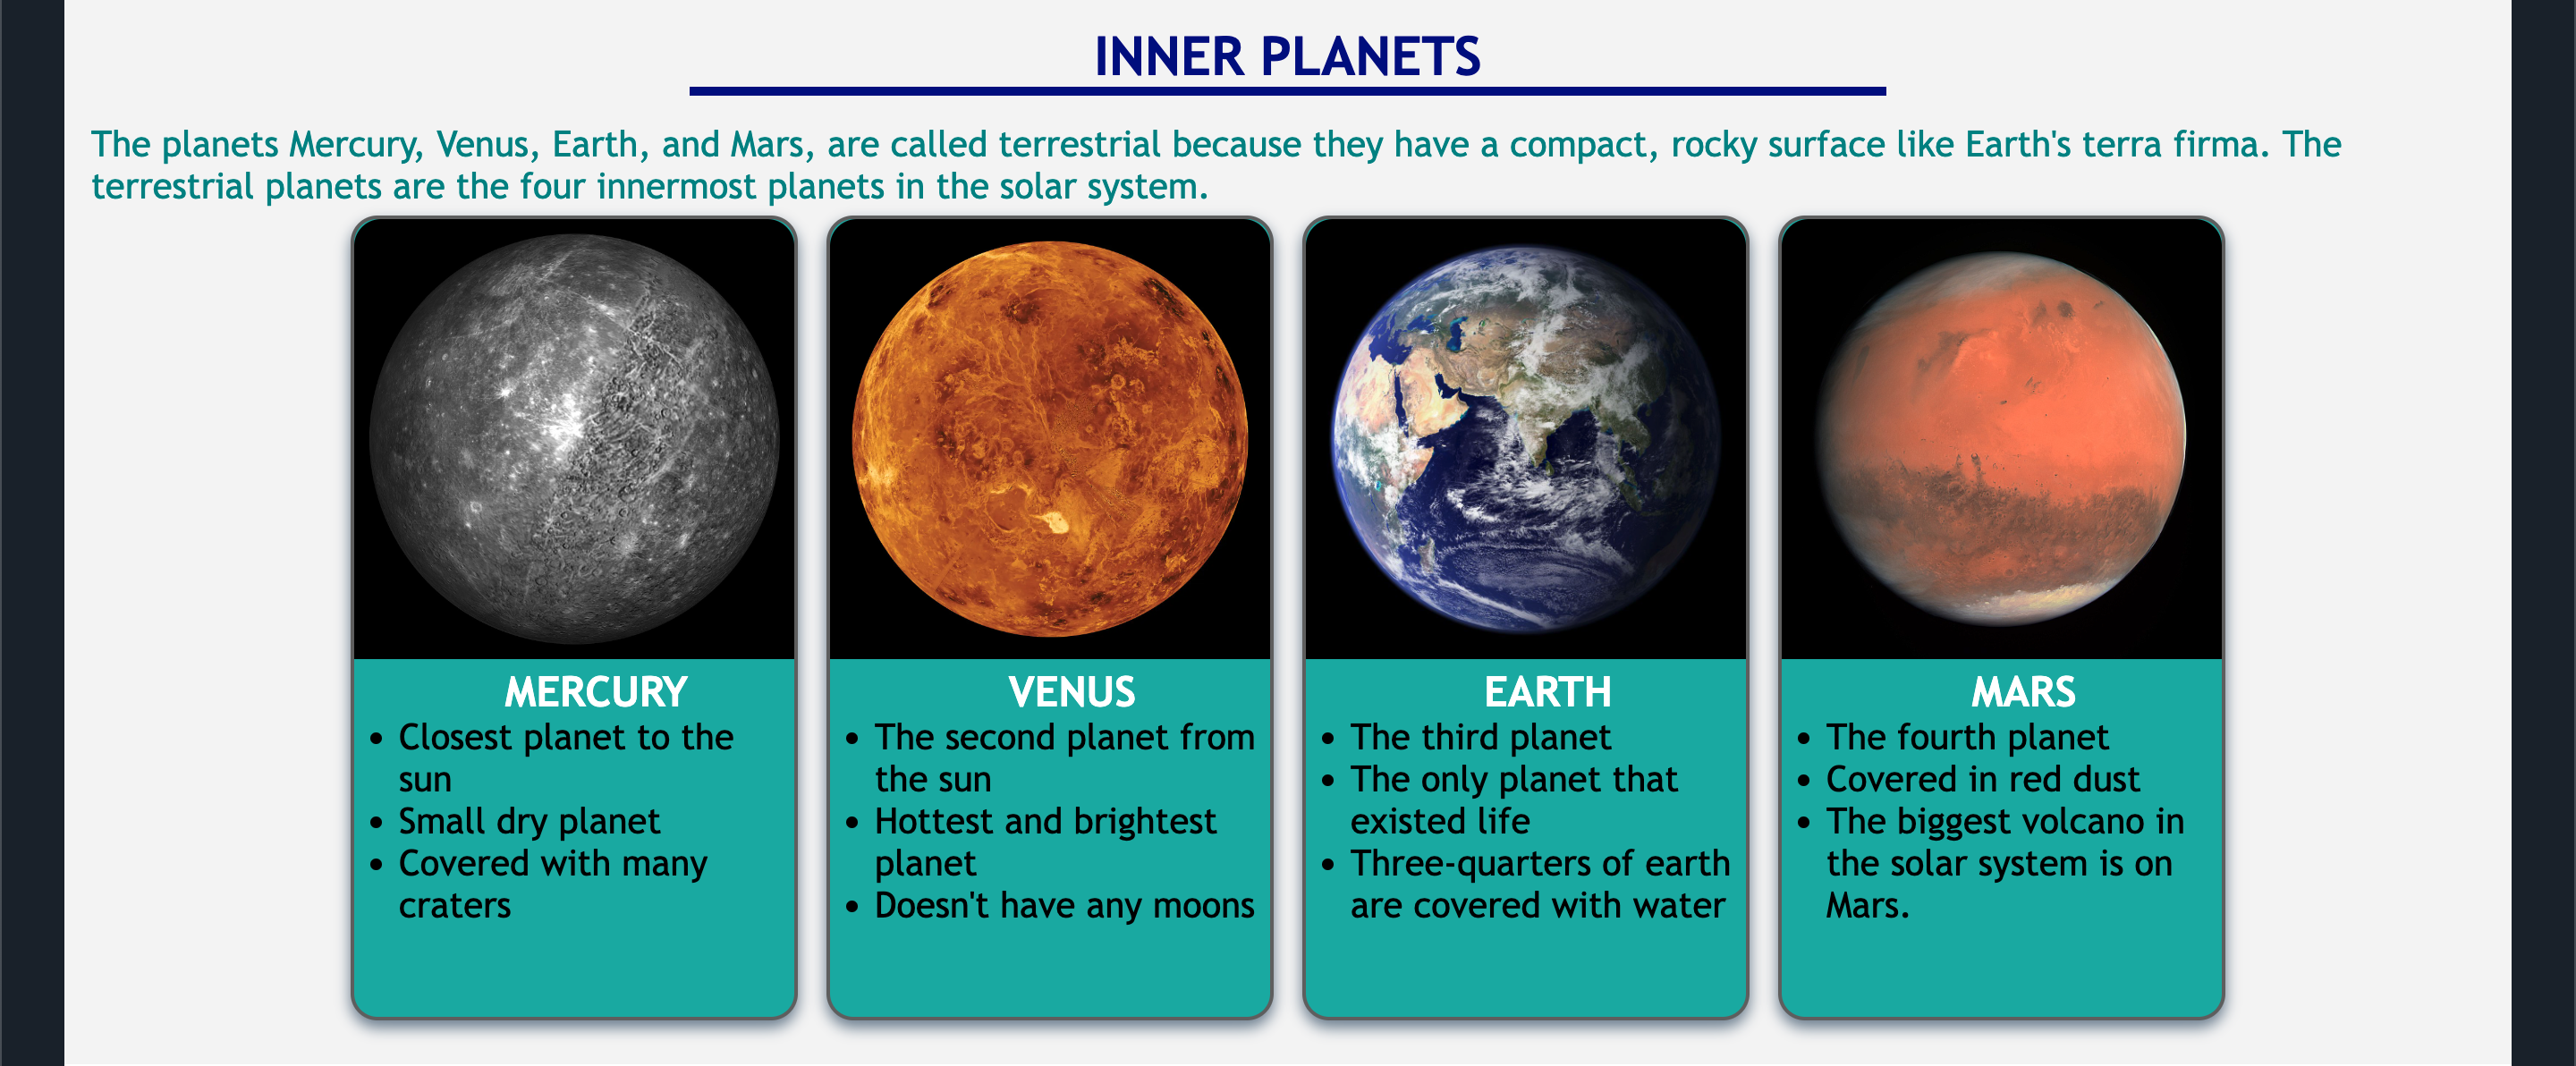 INNER PLANETS
The planets Mercury, Venus, Earth, and Mars, are called terrestrial because they have a compact, rocky surface like Earth's terra firma. The
terrestrial planets are the four innermost planets in the solar system.
MERCURY
• Closest planet to the
sun
• Small dry planet
• Covered with many
craters
VENUS
• The second planet from
the sun
• Hottest and brightest
planet
• Doesn't have any moons
EARTH
• The third planet
• The only planet that
existed life
• Three-quarters of earth
are covered with water
MARS
• The fourth planet
• Covered in red dust
• The biggest volcano in
the solar system is on
Mars.